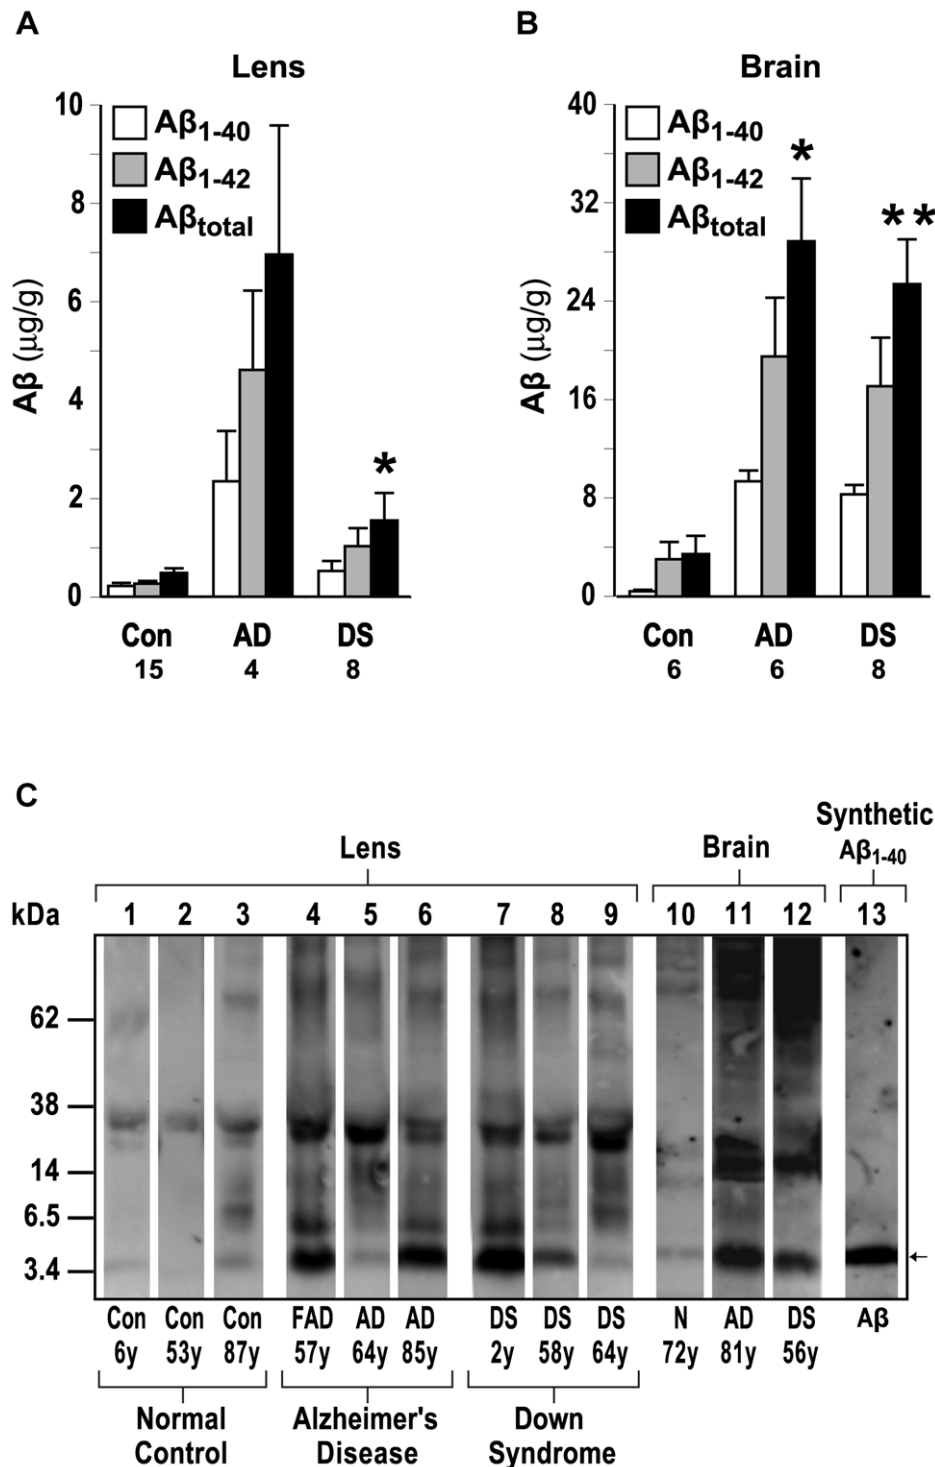 A
Lens
Aβ1-40
Aβ1-42
Aβtotal
Aβ (μg/g)
10
8
6
4
2
0
*
Con AD DS
15 4 8
B
Brain
Aβ1-40
Aβ1-42
Aβtotal
Aβ (μg/g)
40
32
24
16
8
0
*
**
Con AD DS
6 6 8
C
Lens Brain Synthetic
Aβ1-40
kDa 1 2 3 4 5 6 7 8 9 10 11 12 13
62
38
14
6.5
3.4
←
Con Con Con FAD AD AD DS DS DS N AD DS Aβ
6y 53y 87y 57y 64y 85y 2y 58y 64y 72y 81y 56y
Normal Alzheimer's Down
Control Disease Syndrome